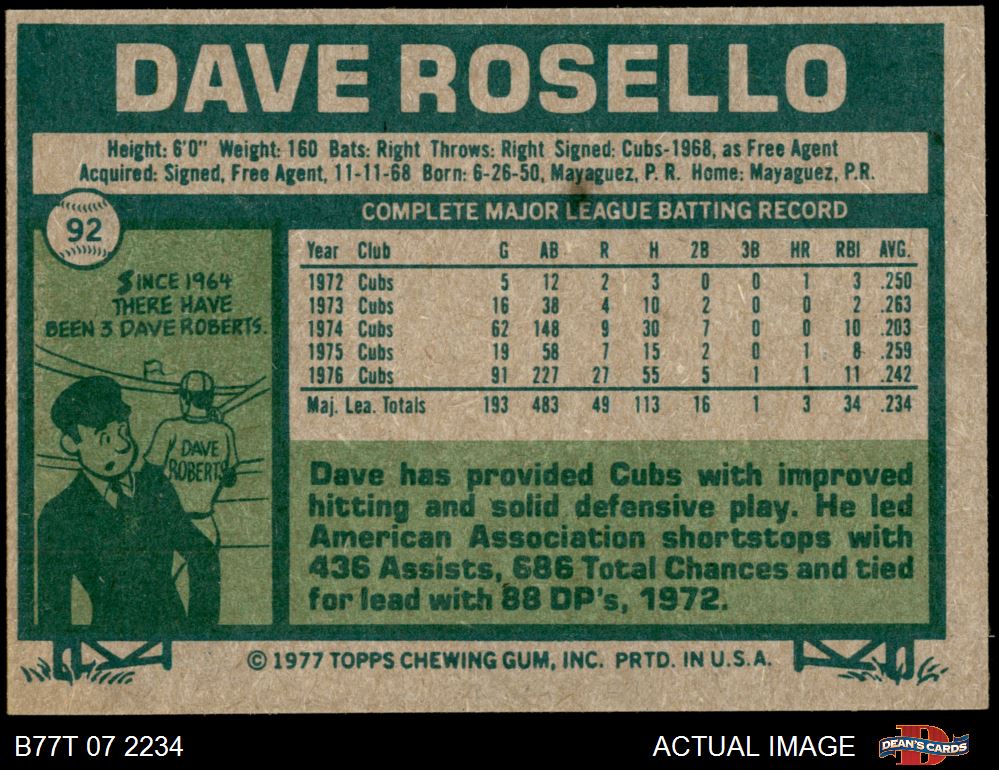 DAVE ROSELLO
Height: 6'0" Weight: 160 Bats: Right Throws: Right Signed: Cubs-1968, as Free Agent
Acquired: Signed, Free Agent, 11-11-68 Born: 6-26-50, Mayaguez, P. R. Home: Mayaguez, P.R.
92
SINCE 1964
THERE HAVE
BEEN 3 DAVE ROBERTS.
DAVE
ROBERTS
COMPLETE MAJOR LEAGUE BATTING RECORD
Year Club G AB R H 2B 3B HR RBI AVG.
1972 Cubs 5 12 2 3 0 0 1 3 .250
1973 Cubs 16 38 4 10 2 0 0 2 .263
1974 Cubs 62 148 9 30 7 0 0 10 .203
1975 Cubs 19 58 7 15 2 0 1 8 .259
1976 Cubs 91 227 27 55 5 1 1 11 .242
Maj. Lea. Totals 193 483 49 113 16 1 3 34 .234
Dave has provided Cubs with improved
hitting and solid defensive play. He led
American Association shortstops with
436 Assists, 686 Total Chances and tied
for lead with 88 DP's, 1972.
© 1977 TOPPS CHEWING GUM, INC. PRTD. IN U.S.A.
B77T 07 2234
ACTUAL IMAGE
D
DEAN'S CARDS